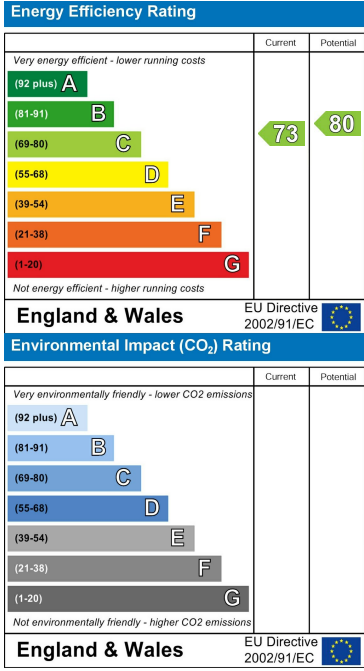 Energy Efficiency Rating
Current Potential
Very energy efficient - lower running costs
(92 plus) A
(81-91) B
(69-80) C
(55-68) D
(39-54) E
(21-38) F
(1-20) G
73 80
Not energy efficient - higher running costs
England & Wales
EU Directive
2002/91/EC
Environmental Impact (CO₂) Rating
Current Potential
Very environmentally friendly - lower CO2 emissions
(92 plus) A
(81-91) B
(69-80) C
(55-68) D
(39-54) E
(21-38) F
(1-20) G
Not environmentally friendly - higher CO2 emissions
England & Wales
EU Directive
2002/91/EC